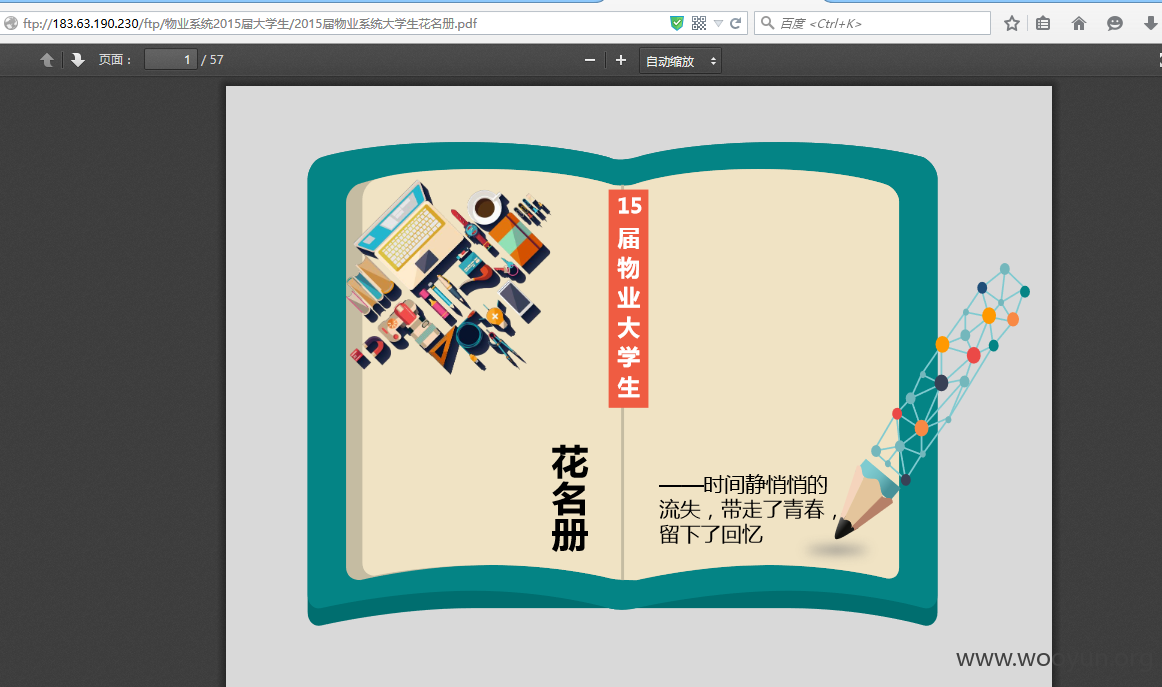 ftp://183.63.190.230/ftp/物业系统2015届大学生/2015届物业系统大学生花名册.pdf
百度 <Ctrl+K>
页面： 1 / 57
自动缩放
15届物业大学生
花名册
——时间静悄悄的
流失，带走了青春，
留下了回忆
www.wooyun.org